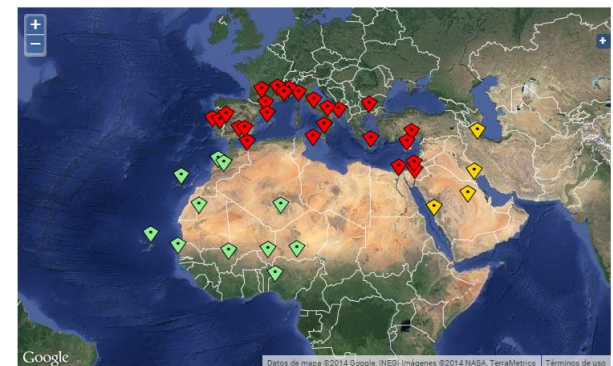 +
−
+
Google
Datos de mapa ©2014 Google, INEGI Imágenes ©2014 NASA, TerraMetrics
Términos de uso